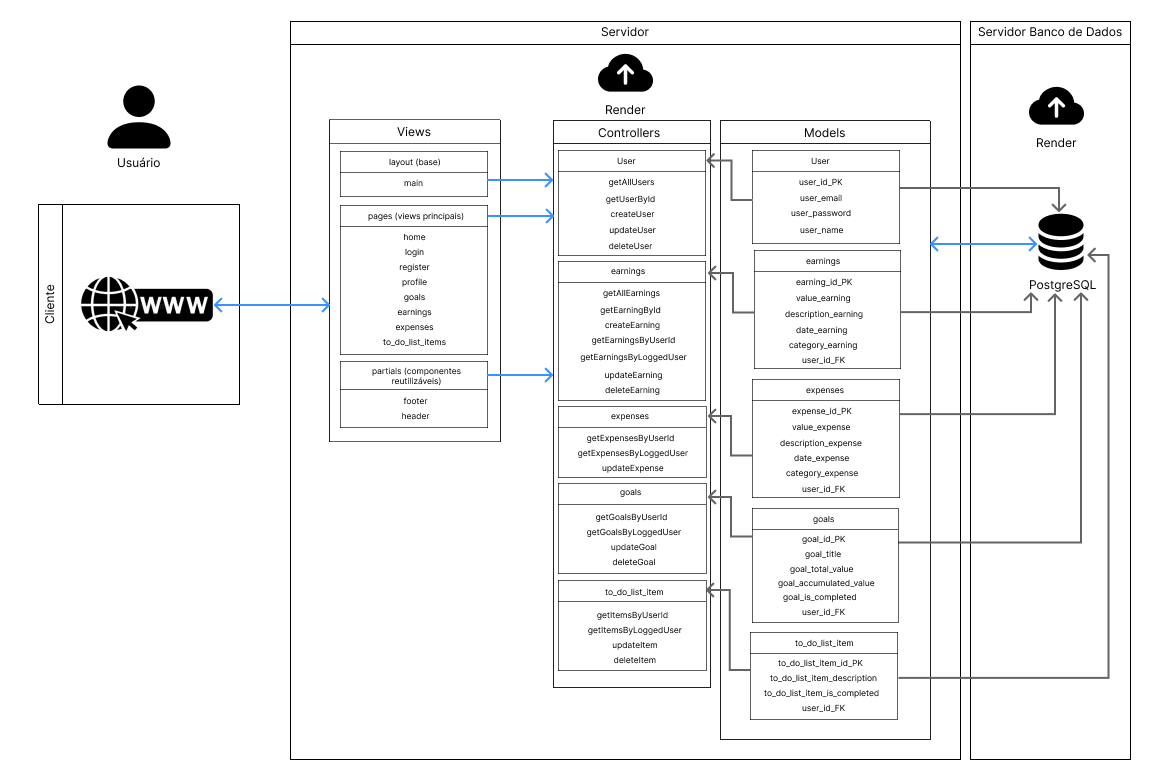 Usuário
Cliente
WWW
Servidor
Render
Views
layout (base)
main
pages (views principais)
home
login
register
profile
goals
earnings
expenses
to_do_list_items
partials (componentes
reutilizáveis)
footer
header
Controllers
User
getAllUsers
getUserById
createUser
updateUser
deleteUser
earnings
getAllEarnings
getEarningById
createEarning
getEarningsByUserId
getEarningsByLoggedUser
updateEarning
deleteEarning
expenses
getExpensesByUserId
getExpensesByLoggedUser
updateExpense
goals
getGoalsByUserId
getGoalsByLoggedUser
updateGoal
deleteGoal
to_do_list_item
getItemsByUserId
getItemsByLoggedUser
updateItem
deleteItem
Models
User
user_id_PK
user_email
user_password
user_name
earnings
earning_id_PK
value_earning
description_earning
date_earning
category_earning
user_id_FK
expenses
expense_id_PK
value_expense
description_expense
date_expense
category_expense
user_id_FK
goals
goal_id_PK
goal_title
goal_total_value
goal_accumulated_value
goal_is_completed
user_id_FK
to_do_list_item
to_do_list_item_id_PK
to_do_list_item_description
to_do_list_item_is_completed
user_id_FK
Servidor Banco de Dados
Render
PostgreSQL